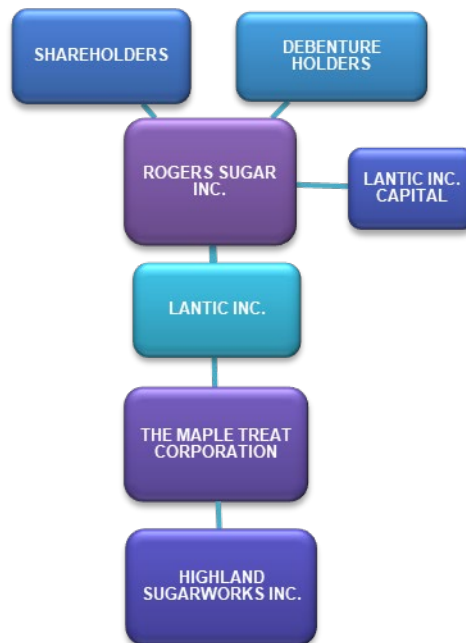 SHAREHOLDERS
DEBENTURE
HOLDERS
ROGERS SUGAR
INC.
LANTIC INC.
CAPITAL
LANTIC INC.
THE MAPLE TREAT
CORPORATION
HIGHLAND
SUGARWORKS INC.